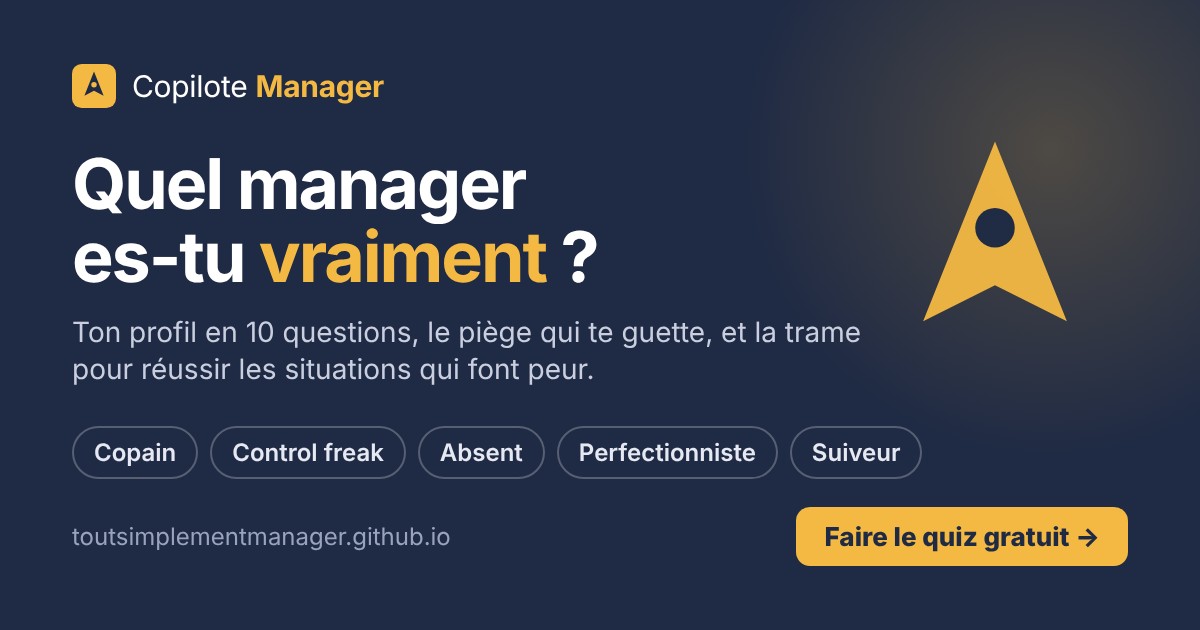 Copilote Manager
Quel manager
es-tu vraiment ?
Ton profil en 10 questions, le piège qui te guette, et la trame
pour réussir les situations qui font peur.
Copain
Control freak
Absent
Perfectionniste
Suiveur
toutsimplementmanager.github.io
Faire le quiz gratuit →